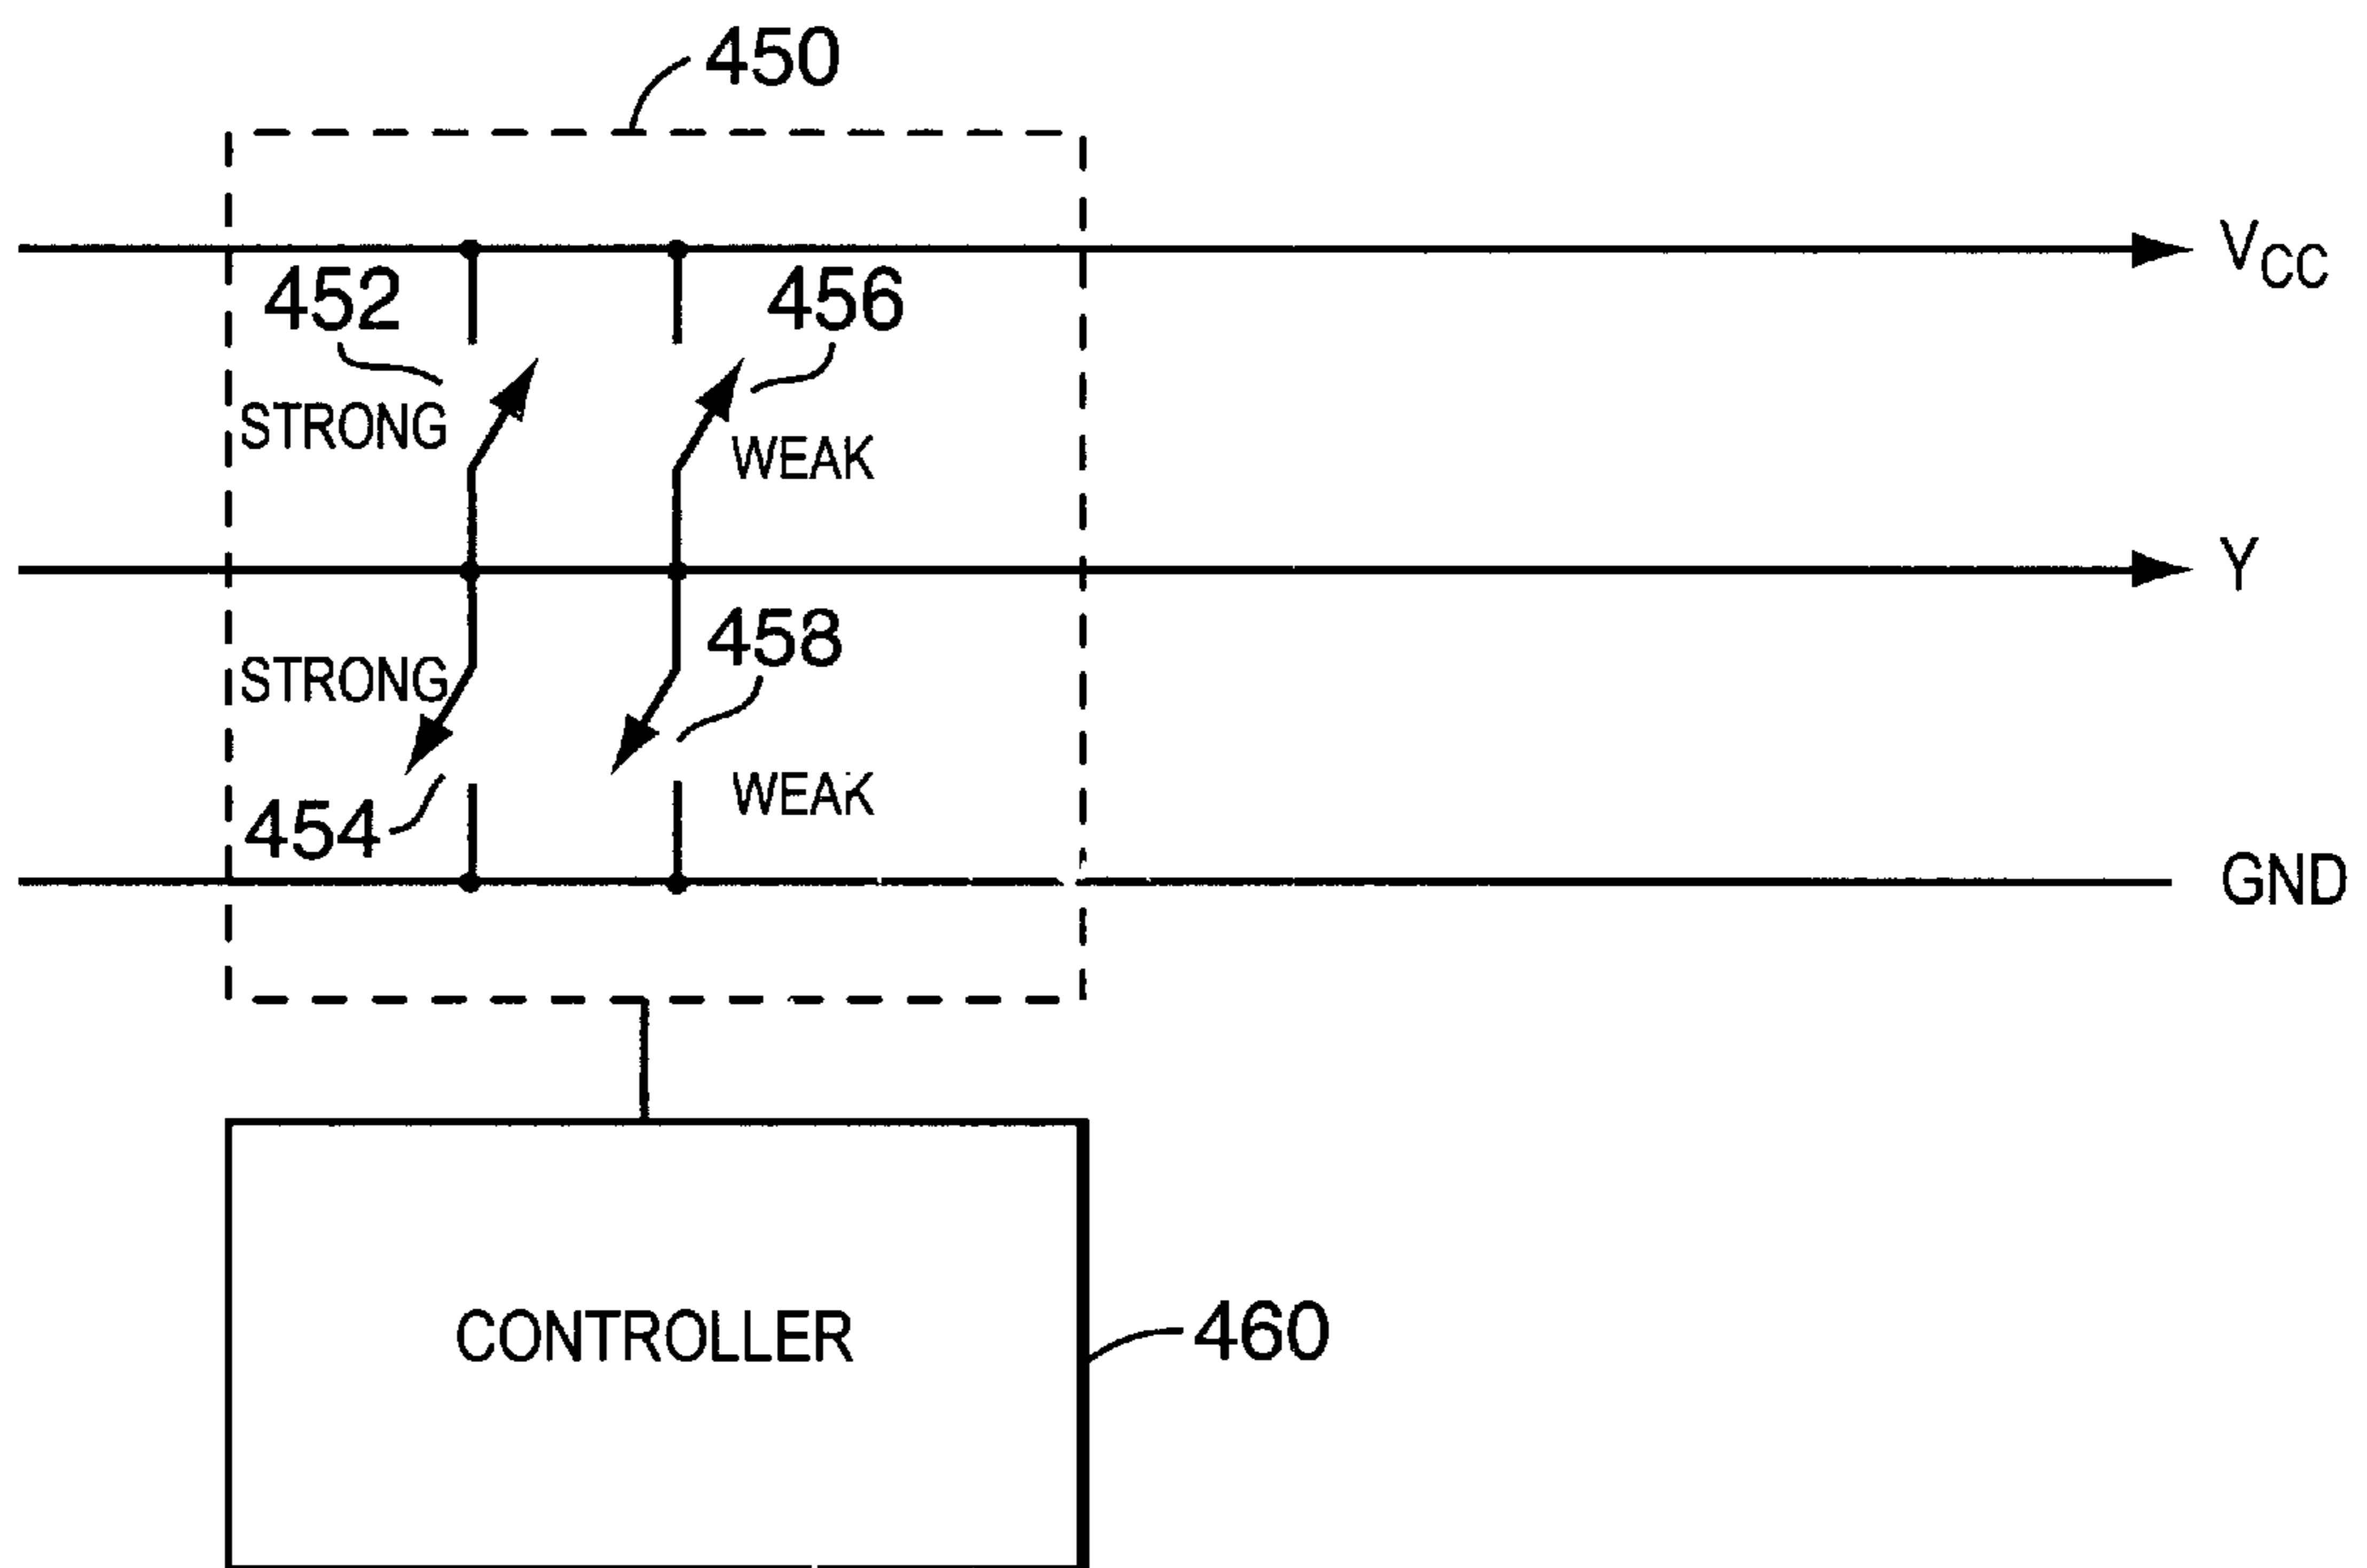 450
VCC
452
456
STRONG
WEAK
Y
458
STRONG
WEAK
454
GND
CONTROLLER
460